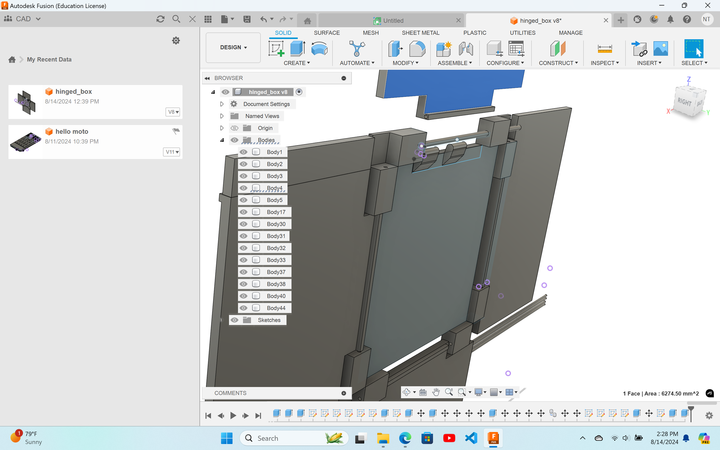 Autodesk Fusion (Education License)
CAD
Untitled
hinged_box v8*
NT
My Recent Data
hinged_box
8/14/2024 12:39 PM
V8
hello moto
8/11/2024 10:39 PM
V11
DESIGN
SOLID
SURFACE
MESH
SHEET METAL
PLASTIC
UTILITIES
MANAGE
CREATE
AUTOMATE
MODIFY
ASSEMBLE
CONFIGURE
CONSTRUCT
INSPECT
INSERT
SELECT
BROWSER
hinged_box v8
Document Settings
Named Views
Origin
Bodies
Body1
Body2
Body3
Body4
Body5
Body17
Body30
Body31
Body32
Body33
Body37
Body38
Body40
Body44
Sketches
Z
RIGHT
X
Y
COMMENTS
1 Face | Area : 6274.50 mm^2
1
79°F
Sunny
Search
2:28 PM
8/14/2024